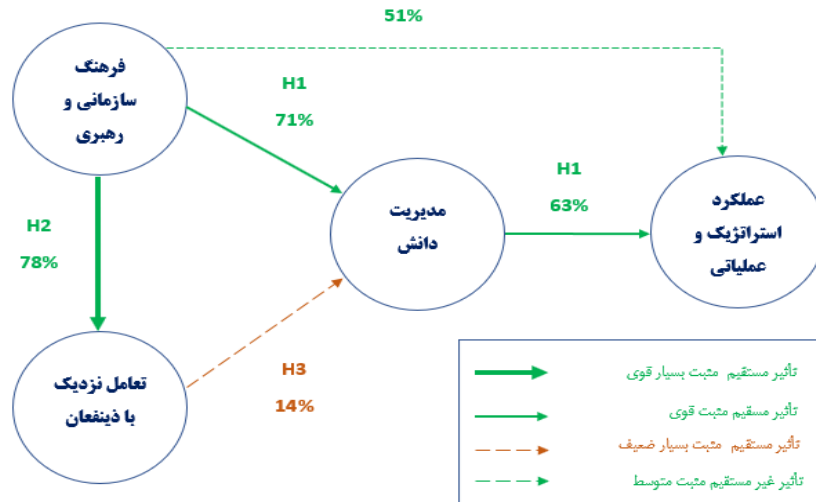 51%
فرهنگ
سازمانی و
رهبری
H1
71%
مدیریت
دانش
H1
63%
عملکرد
استراتژیک و
عملیاتی
H2
78%
تعامل نزدیک
با ذینفعان
H3
14%
تأثیر مستقیم مثبت بسیار قوی
تأثیر مسقیم مثبت قوی
تأثیر مستقیم مثبت بسیار ضعیف
تأثیر غیر مستقیم مثبت متوسط